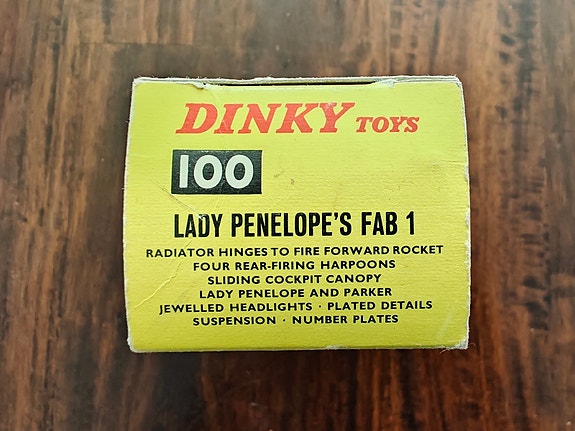 DINKY TOYS
100
LADY PENELOPE'S FAB 1
RADIATOR HINGES TO FIRE FORWARD ROCKET
FOUR REAR-FIRING HARPOONS
SLIDING COCKPIT CANOPY
LADY PENELOPE AND PARKER
JEWELLED HEADLIGHTS · PLATED DETAILS
SUSPENSION · NUMBER PLATES